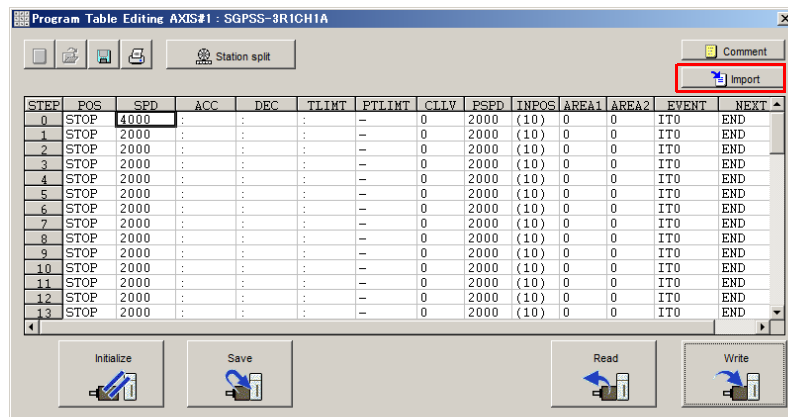 Program Table Editing AXIS#1 : SGPSS-3R1CH1A
Station split
Comment
Import
STEP POS SPD ACC DEC TLIMT PTLIMT CLLV PSPD INPOS AREA1 AREA2 EVENT NEXT
0 STOP 4000 : : : – 0 2000 (10) 0 0 IT0 END
1 STOP 2000 : : : – 0 2000 (10) 0 0 IT0 END
2 STOP 2000 : : : – 0 2000 (10) 0 0 IT0 END
3 STOP 2000 : : : – 0 2000 (10) 0 0 IT0 END
4 STOP 2000 : : : – 0 2000 (10) 0 0 IT0 END
5 STOP 2000 : : : – 0 2000 (10) 0 0 IT0 END
6 STOP 2000 : : : – 0 2000 (10) 0 0 IT0 END
7 STOP 2000 : : : – 0 2000 (10) 0 0 IT0 END
8 STOP 2000 : : : – 0 2000 (10) 0 0 IT0 END
9 STOP 2000 : : : – 0 2000 (10) 0 0 IT0 END
10 STOP 2000 : : : – 0 2000 (10) 0 0 IT0 END
11 STOP 2000 : : : – 0 2000 (10) 0 0 IT0 END
12 STOP 2000 : : : – 0 2000 (10) 0 0 IT0 END
13 STOP 2000 : : : – 0 2000 (10) 0 0 IT0 END
Initialize Save Read Write